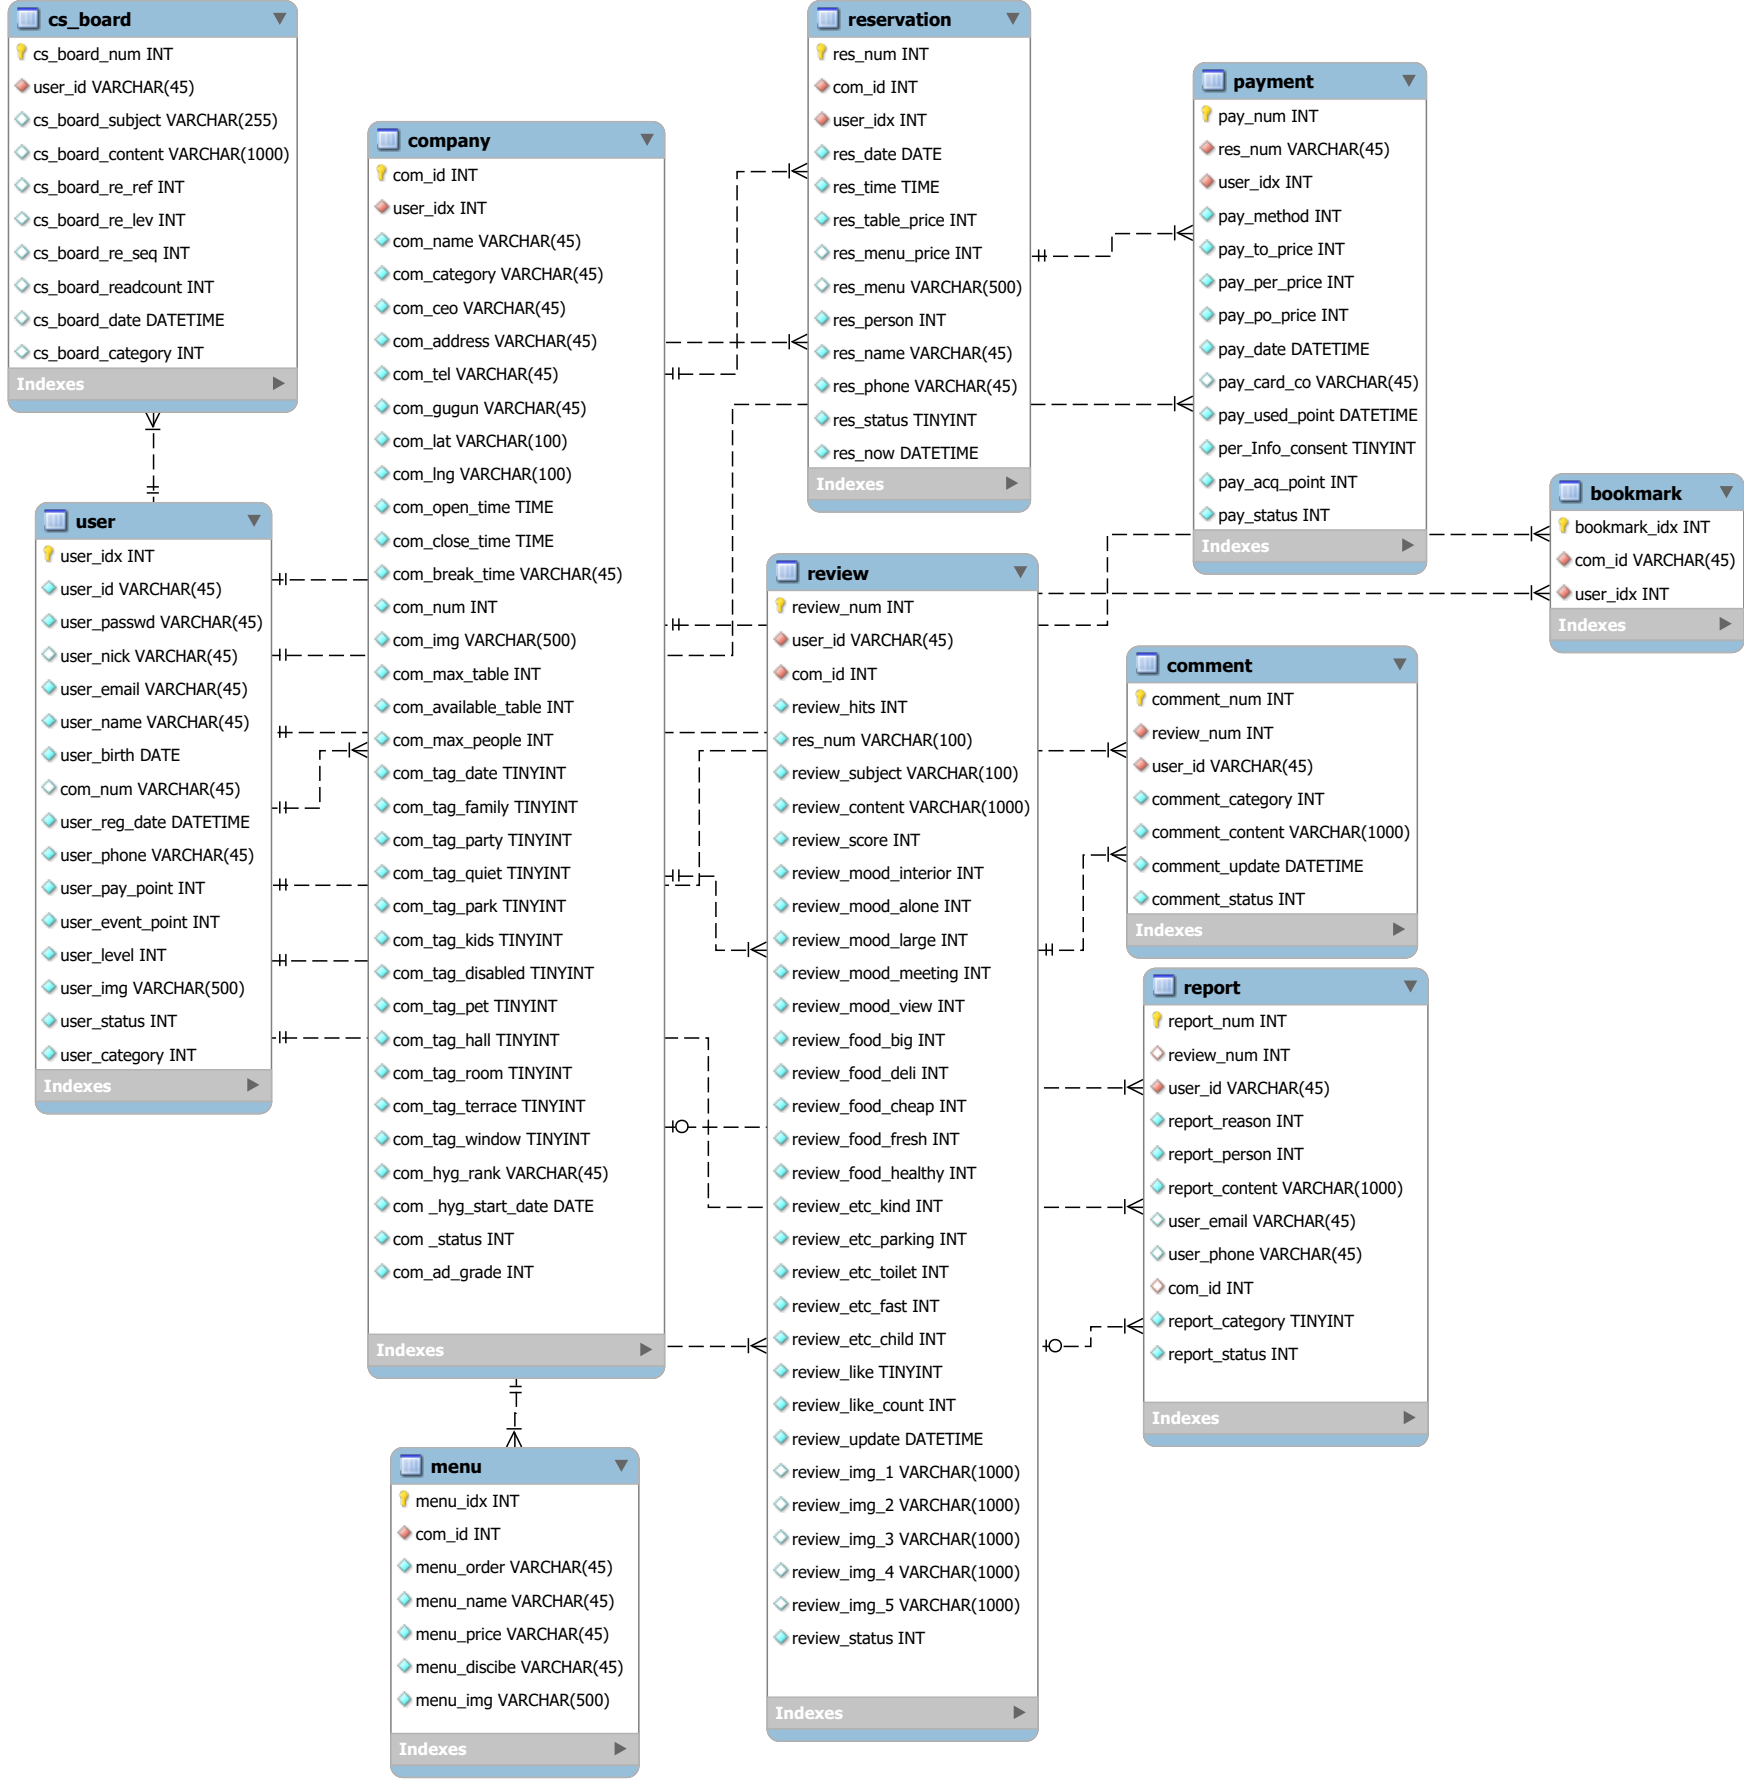 cs_board
cs_board_num INT
user_id VARCHAR(45)
cs_board_subject VARCHAR(255)
cs_board_content VARCHAR(1000)
cs_board_re_ref INT
cs_board_re_lev INT
cs_board_re_seq INT
cs_board_readcount INT
cs_board_date DATETIME
cs_board_category INT
Indexes
user
user_idx INT
user_id VARCHAR(45)
user_passwd VARCHAR(45)
user_nick VARCHAR(45)
user_email VARCHAR(45)
user_name VARCHAR(45)
user_birth DATE
com_num VARCHAR(45)
user_reg_date DATETIME
user_phone VARCHAR(45)
user_pay_point INT
user_event_point INT
user_level INT
user_img VARCHAR(500)
user_status INT
user_category INT
Indexes
company
com_id INT
user_idx INT
com_name VARCHAR(45)
com_category VARCHAR(45)
com_ceo VARCHAR(45)
com_address VARCHAR(45)
com_tel VARCHAR(45)
com_gugun VARCHAR(45)
com_lat VARCHAR(100)
com_lng VARCHAR(100)
com_open_time TIME
com_close_time TIME
com_break_time VARCHAR(45)
com_num INT
com_img VARCHAR(500)
com_max_table INT
com_available_table INT
com_max_people INT
com_tag_date TINYINT
com_tag_family TINYINT
com_tag_party TINYINT
com_tag_quiet TINYINT
com_tag_park TINYINT
com_tag_kids TINYINT
com_tag_disabled TINYINT
com_tag_pet TINYINT
com_tag_hall TINYINT
com_tag_room TINYINT
com_tag_terrace TINYINT
com_tag_window TINYINT
com_hyg_rank VARCHAR(45)
com _hyg_start_date DATE
com _status INT
com_ad_grade INT
Indexes
menu
menu_idx INT
com_id INT
menu_order VARCHAR(45)
menu_name VARCHAR(45)
menu_price VARCHAR(45)
menu_discibe VARCHAR(45)
menu_img VARCHAR(500)
Indexes
reservation
res_num INT
com_id INT
user_idx INT
res_date DATE
res_time TIME
res_table_price INT
res_menu_price INT
res_menu VARCHAR(500)
res_person INT
res_name VARCHAR(45)
res_phone VARCHAR(45)
res_status TINYINT
res_now DATETIME
Indexes
review
review_num INT
user_id VARCHAR(45)
com_id INT
review_hits INT
res_num VARCHAR(100)
review_subject VARCHAR(100)
review_content VARCHAR(1000)
review_score INT
review_mood_interior INT
review_mood_alone INT
review_mood_large INT
review_mood_meeting INT
review_mood_view INT
review_food_big INT
review_food_deli INT
review_food_cheap INT
review_food_fresh INT
review_food_healthy INT
review_etc_kind INT
review_etc_parking INT
review_etc_toilet INT
review_etc_fast INT
review_etc_child INT
review_like TINYINT
review_like_count INT
review_update DATETIME
review_img_1 VARCHAR(1000)
review_img_2 VARCHAR(1000)
review_img_3 VARCHAR(1000)
review_img_4 VARCHAR(1000)
review_img_5 VARCHAR(1000)
review_status INT
Indexes
payment
pay_num INT
res_num VARCHAR(45)
user_idx INT
pay_method INT
pay_to_price INT
pay_per_price INT
pay_po_price INT
pay_date DATETIME
pay_card_co VARCHAR(45)
pay_used_point DATETIME
per_Info_consent TINYINT
pay_acq_point INT
pay_status INT
Indexes
bookmark
bookmark_idx INT
com_id VARCHAR(45)
user_idx INT
Indexes
comment
comment_num INT
review_num INT
user_id VARCHAR(45)
comment_category INT
comment_content VARCHAR(1000)
comment_update DATETIME
comment_status INT
Indexes
report
report_num INT
review_num INT
user_id VARCHAR(45)
report_reason INT
report_person INT
report_content VARCHAR(1000)
user_email VARCHAR(45)
user_phone VARCHAR(45)
com_id INT
report_category TINYINT
report_status INT
Indexes